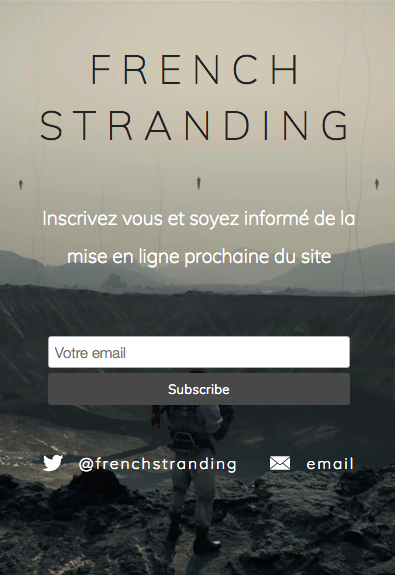 FRENCH
STRANDING
Inscrivez vous et soyez informé de la
mise en ligne prochaine du site
Votre email
Subscribe
@frenchstranding email